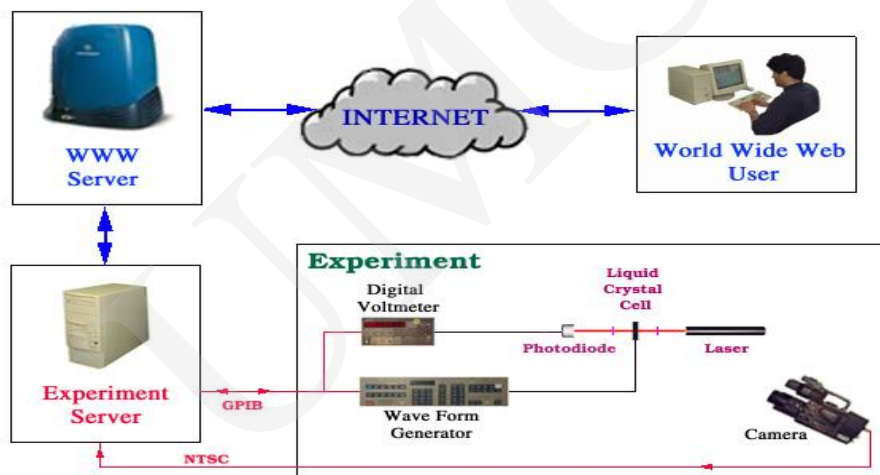 WWW
Server
INTERNET
World Wide Web
User
Experiment
Server
GPIB
NTSC
Experiment
Digital
Voltmeter
Liquid
Crystal
Cell
Photodiode
Laser
Wave Form
Generator
Camera
UMC